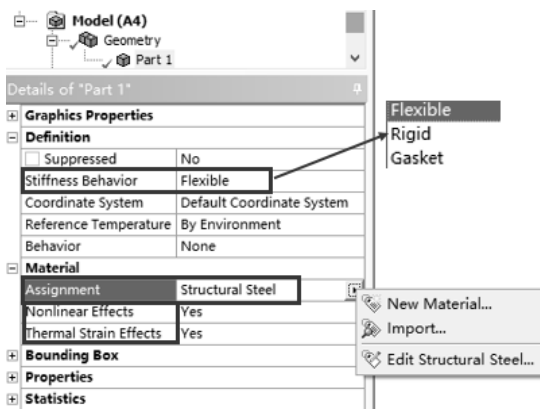 Model (A4)
Geometry
Part 1
Details of "Part 1"
Graphics Properties
Definition
Suppressed No
Stiffness Behavior Flexible
Coordinate System Default Coordinate System
Reference Temperature By Environment
Behavior None
Material
Assignment Structural Steel
Nonlinear Effects Yes
Thermal Strain Effects Yes
Bounding Box
Properties
Statistics
Flexible
Rigid
Gasket
New Material...
Import...
Edit Structural Steel...